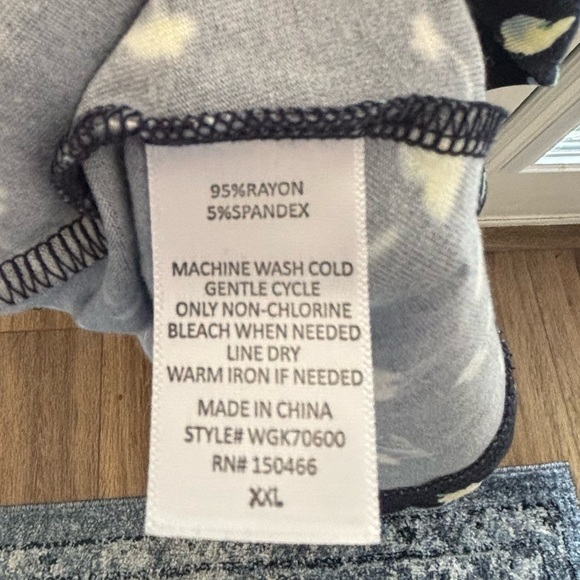 95%RAYON
5%SPANDEX
MACHINE WASH COLD
GENTLE CYCLE
ONLY NON-CHLORINE
BLEACH WHEN NEEDED
LINE DRY
WARM IRON IF NEEDED
MADE IN CHINA
STYLE# WGK70600
RN# 150466
XXL